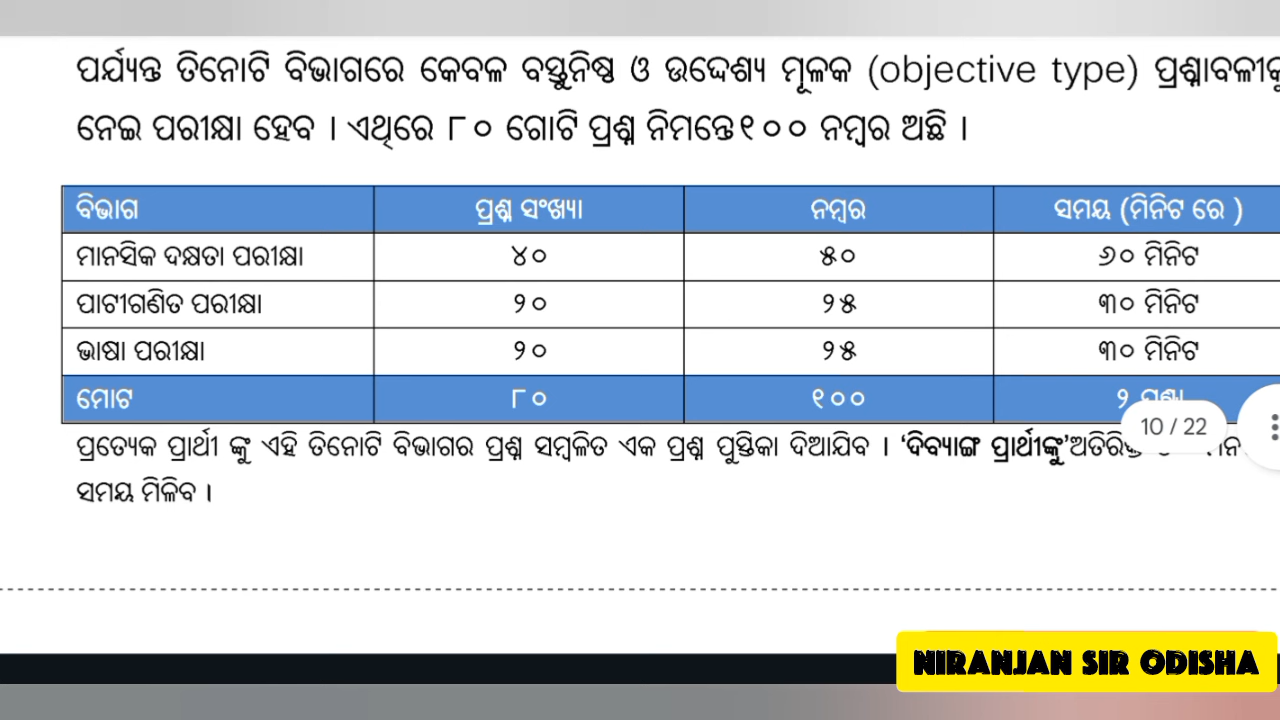 ପର୍ଯ୍ୟନ୍ତ ତିନୋଟି ବିଭାଗରେ କେବଳ ବସ୍ତୁନିଷ୍ଠ ଓ ଉଦ୍ଦେଶ୍ୟ ମୂଳକ (objective type) ପ୍ରଶ୍ନାବଳୀକୁ
ନେଇ ପରୀକ୍ଷା ହେବ । ଏଥିରେ ୮୦ ଗୋଟି ପ୍ରଶ୍ନ ନିମନ୍ତେ୧୦୦ ନମ୍ବର ଅଛି ।
ବିଭାଗ ପ୍ରଶ୍ନ ସଂଖ୍ୟା ନମ୍ବର ସମୟ (ମିନିଟ ରେ )
ମାନସିକ ଦକ୍ଷତା ପରୀକ୍ଷା ୪୦ ୫୦ ୬୦ ମିନିଟ
ପାଟୀଗଣିତ ପରୀକ୍ଷା ୨୦ ୨୫ ୩୦ ମିନିଟ
ଭାଷା ପରୀକ୍ଷା ୨୦ ୨୫ ୩୦ ମିନିଟ
ମୋଟ ୮୦ ୧୦୦ ୨
10 / 22
ପ୍ରତ୍ୟେକ ପ୍ରାର୍ଥୀ ଙ୍କୁ ଏହି ତିନୋଟି ବିଭାଗର ପ୍ରଶ୍ନ ସମ୍ବଳିତ ଏକ ପ୍ରଶ୍ନ ପୁସ୍ତିକା ଦିଆଯିବ । ‘ଦିବ୍ୟାଙ୍ଗ ପ୍ରାର୍ଥୀଙ୍କୁ’
ସମୟ ମିଳିବ ।
NIRANJAN SIR ODISHA